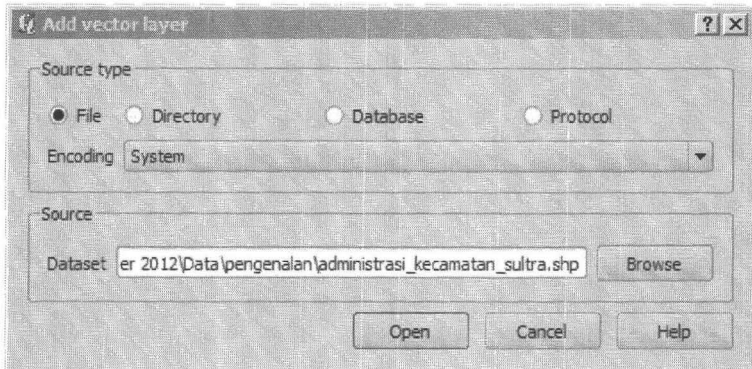 Add vector layer
Source type
File Directory Database Protocol
Encoding System
Source
Dataset er 2012\Data\pengenalan\administrasi_kecamatan_sultra.shp Browse
Open Cancel Help